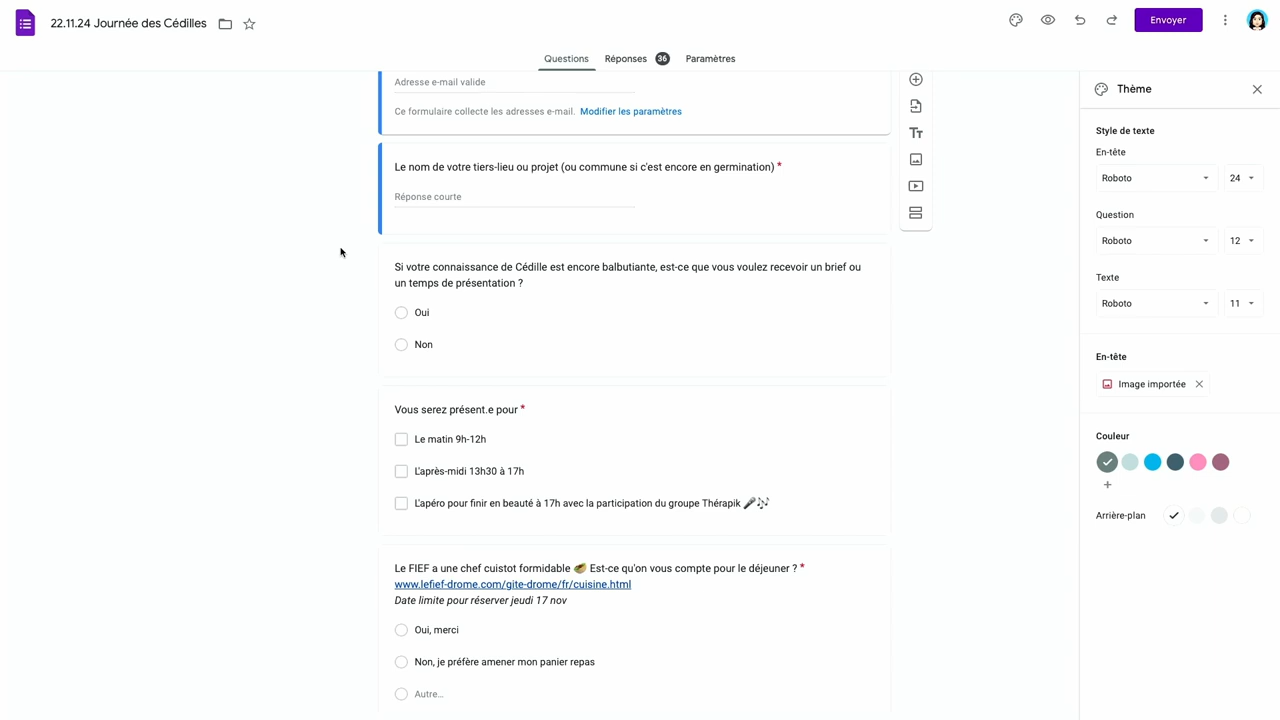 22.11.24 Journée des Cédilles
Envoyer
Questions
Réponses 36
Paramètres
Adresse e-mail valide
Ce formulaire collecte les adresses e-mail. Modifier les paramètres
Le nom de votre tiers-lieu ou projet (ou commune si c'est encore en germination) *
Réponse courte
Si votre connaissance de Cédille est encore balbutiante, est-ce que vous voulez recevoir un brief ou
un temps de présentation ?
Oui
Non
Vous serez présent.e pour *
Le matin 9h-12h
L'après-midi 13h30 à 17h
L'apéro pour finir en beauté à 17h avec la participation du groupe Thérapik 🎤🎶
Le FIEF a une chef cuistot formidable 🥙 Est-ce qu'on vous compte pour le déjeuner ? *
www.lefief-drome.com/gite-drome/fr/cuisine.html
Date limite pour réserver jeudi 17 nov
Oui, merci
Non, je préfère amener mon panier repas
Autre...
Tт
Thème
Style de texte
En-tête
Roboto 24
Question
Roboto 12
Texte
Roboto 11
En-tête
Image importée
Couleur
Arrière-plan